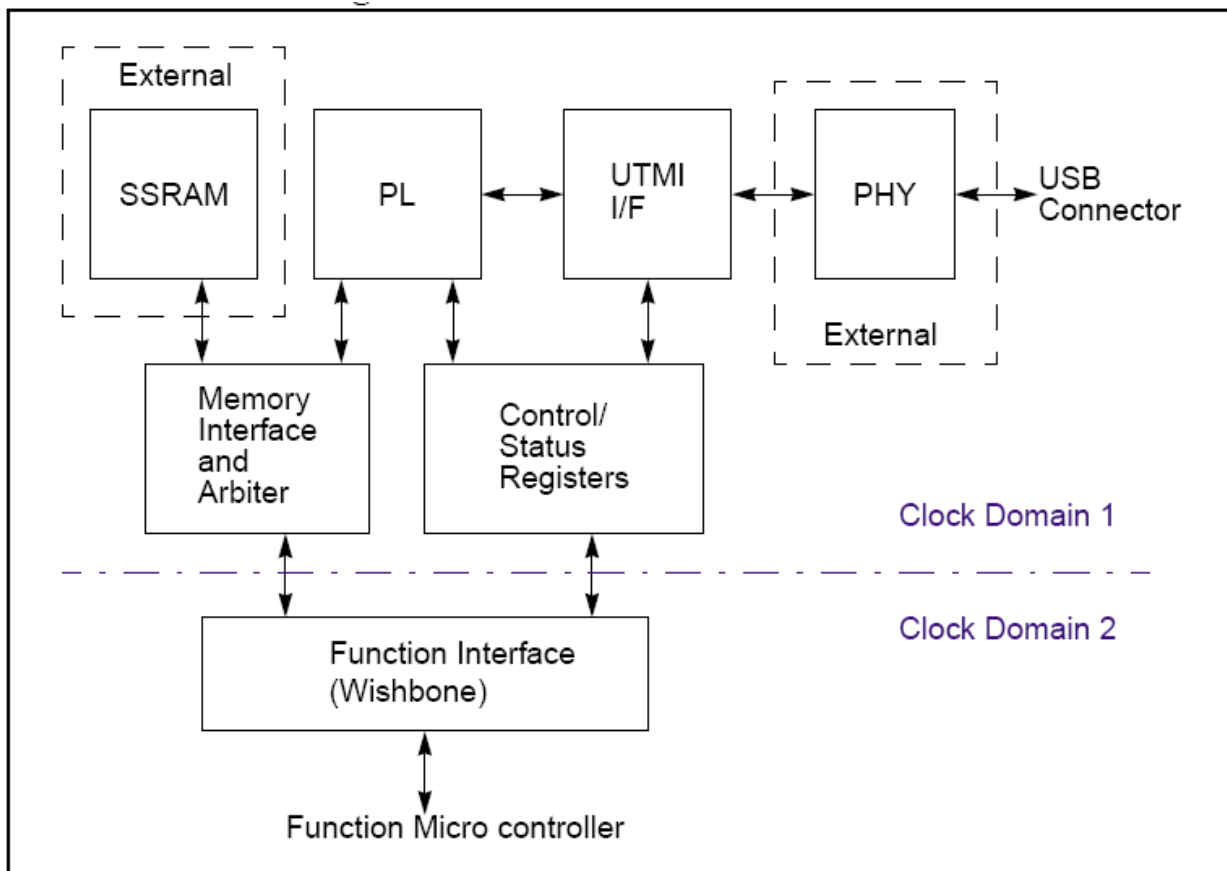 External
SSRAM
PL
UTMI
I/F
PHY
USB
Connector
External
Memory
Interface
and
Arbiter
Control/
Status
Registers
Clock Domain 1
Clock Domain 2
Function Interface
(Wishbone)
Function Micro controller